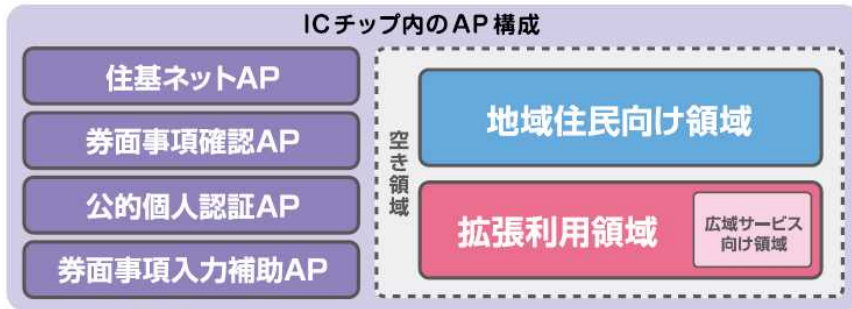 ICチップ内のAP構成
住基ネットAP
券面事項確認AP
公的個人認証AP
券面事項入力補助AP
空き領域
地域住民向け領域
拡張利用領域
広域サービス
向け領域